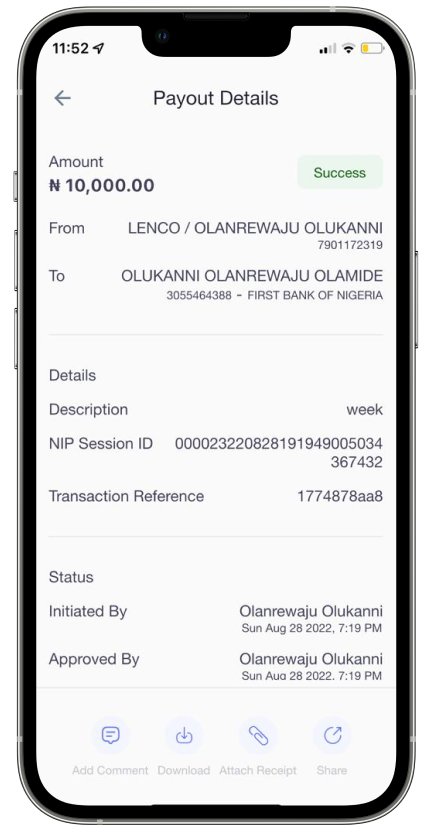 11:52
Payout Details
Amount
₦ 10,000.00
Success
From LENCO / OLANREWAJU OLUKANNI
7901172319
To OLUKANNI OLANREWAJU OLAMIDE
3055464388 - FIRST BANK OF NIGERIA
Details
Description week
NIP Session ID 000023220828191949005034
367432
Transaction Reference 1774878aa8
Status
Initiated By Olanrewaju Olukanni
Sun Aug 28 2022, 7:19 PM
Approved By Olanrewaju Olukanni
Sun Aug 28 2022, 7:19 PM
Add Comment Download Attach Receipt Share